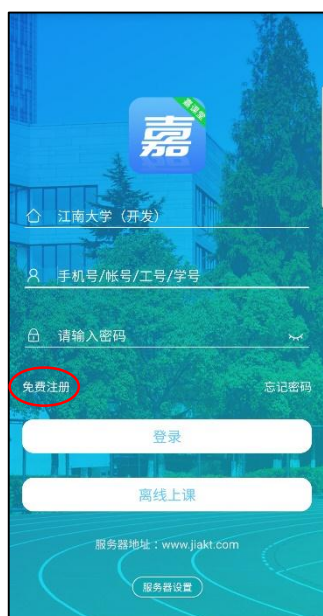 嘉课堂
嘉
江南大学（开发）
手机号/帐号/工号/学号
请输入密码
免费注册 忘记密码
登录
离线上课
服务器地址：www.jiakt.com
服务器设置